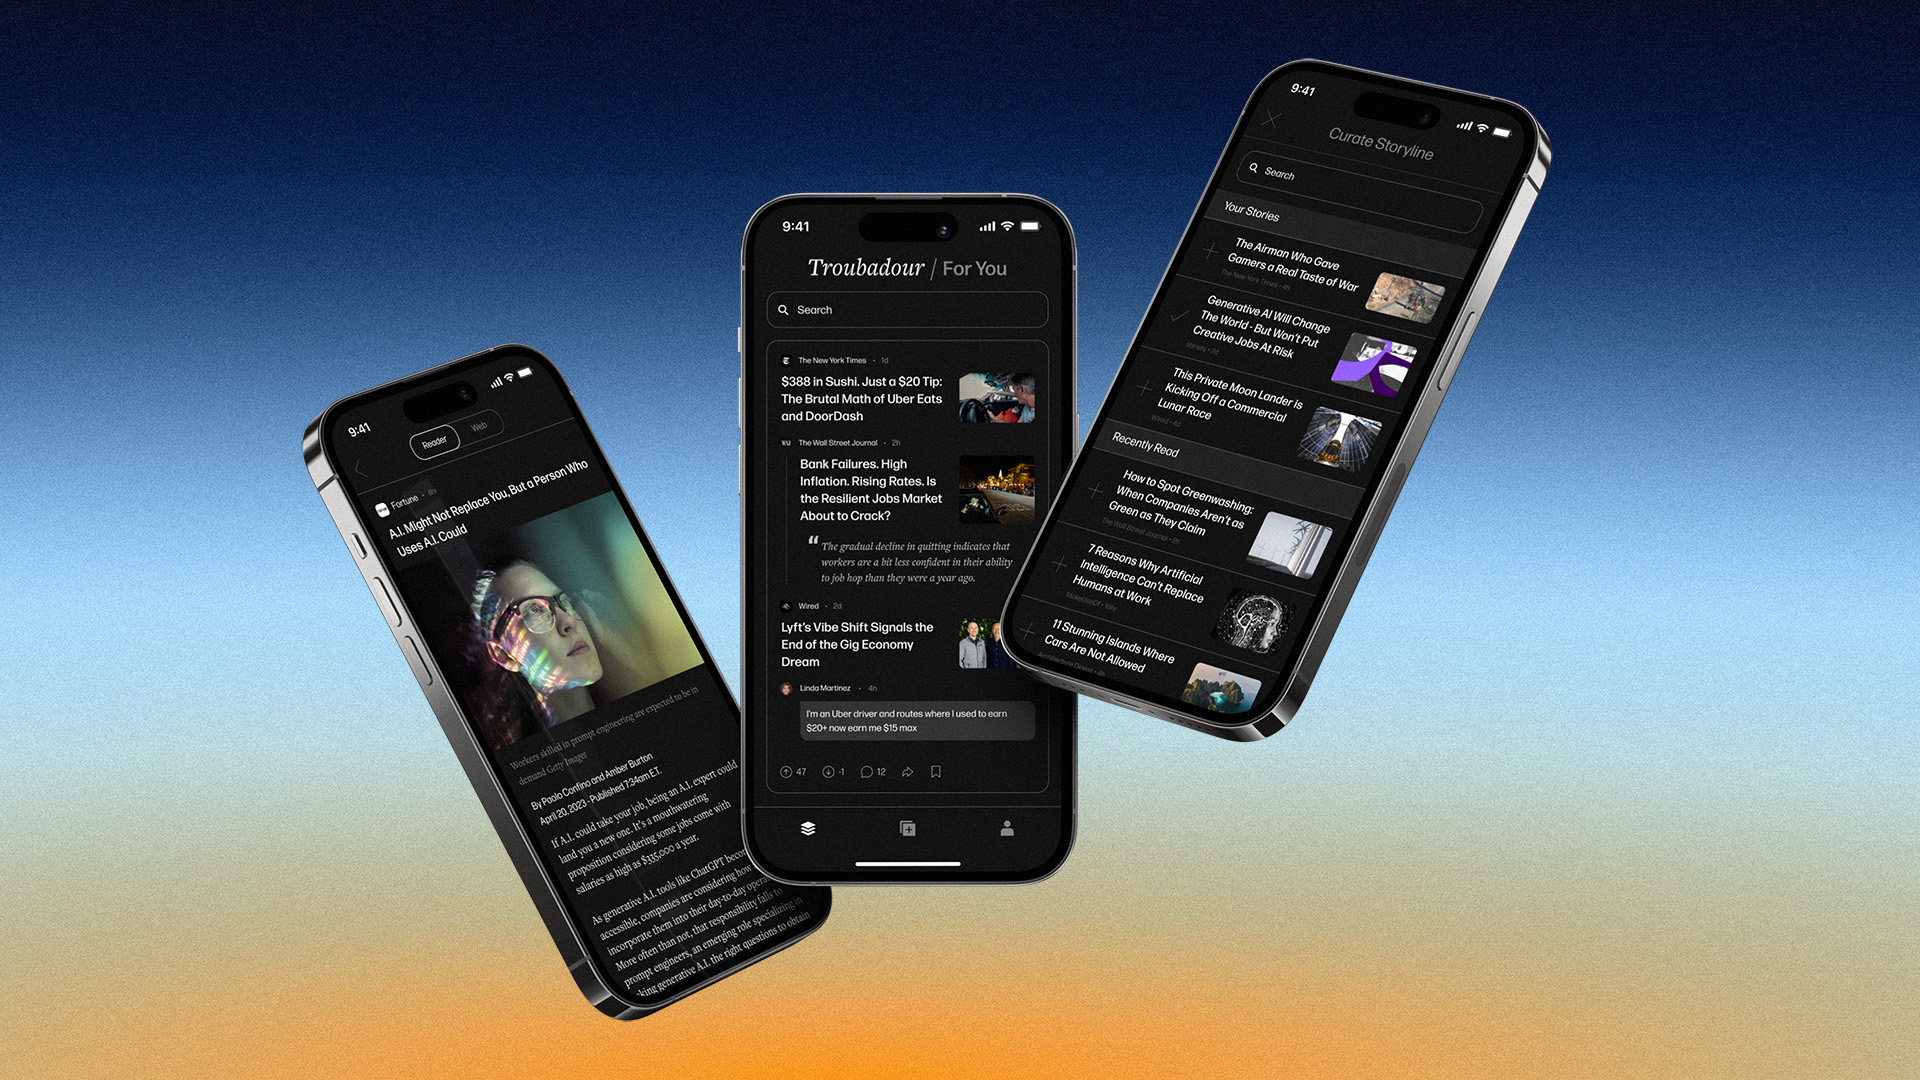 9:41
Reader
Web
Fortune • 8hr
A.I. Might Not Replace You, But a Person Who
Uses A.I. Could
Workers skilled in prompt engineering are expected to be in
demand Getty Images
By Paolo Confino and Amber Burton
April 20, 2023 - Published 7:34am ET.
If A.I. could take your job, being an A.I. expert could
land you a new one. It's a mouthwatering
proposition considering some jobs come with
salaries as high as $335,000 a year.
As generative A.I. tools like ChatGPT
accessible, companies are considering how
incorporate them into their day-to-day
More often than not, that responsibility falls to
prompt engineers, an emerging role specializing in
generative A.I. the right questions to obtain
9:41
Troubadour / For You
Search
The New York Times • 1d
$388 in Sushi. Just a $20 Tip:
The Brutal Math of Uber Eats
and DoorDash
WSJ The Wall Street Journal • 2h
Bank Failures. High
Inflation. Rising Rates. Is
the Resilient Jobs Market
About to Crack?
“ The gradual decline in quitting indicates that
workers are a bit less confident in their ability
to job hop than they were a year ago.
Wired • 2d
Lyft's Vibe Shift Signals the
End of the Gig Economy
Dream
Linda Martinez • 4h
I'm an Uber driver and routes where I used to earn
$20+ now earn me $15 max
47 -1 12
9:41
Curate Storyline
Search
Your Stories
The Airman Who Gave
Gamers a Real Taste of War
The New York Times • 4h
Generative AI Will Change
The World - But Won't Put
Creative Jobs At Risk
Variety • 2d
This Private Moon Lander is
Kicking Off a Commercial
Lunar Race
Wired • 4d
Recently Read
How to Spot Greenwashing:
When Companies Aren't as
Green as They Claim
The Wall Street Journal • 2h
7 Reasons Why Artificial
Intelligence Can't Replace
Humans at Work
MakeUseOf • 19hr
11 Stunning Islands Where
Cars Are Not Allowed